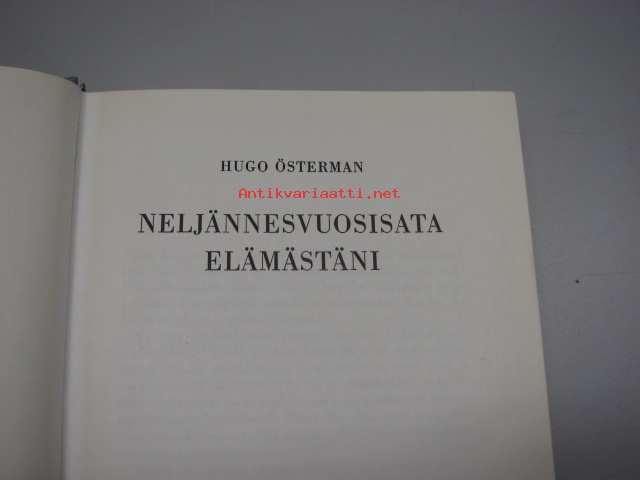 HUGO ÖSTERMAN
Antikvariaatti.net
NELJÄNNESVUOSISATA
ELÄMÄSTÄNI